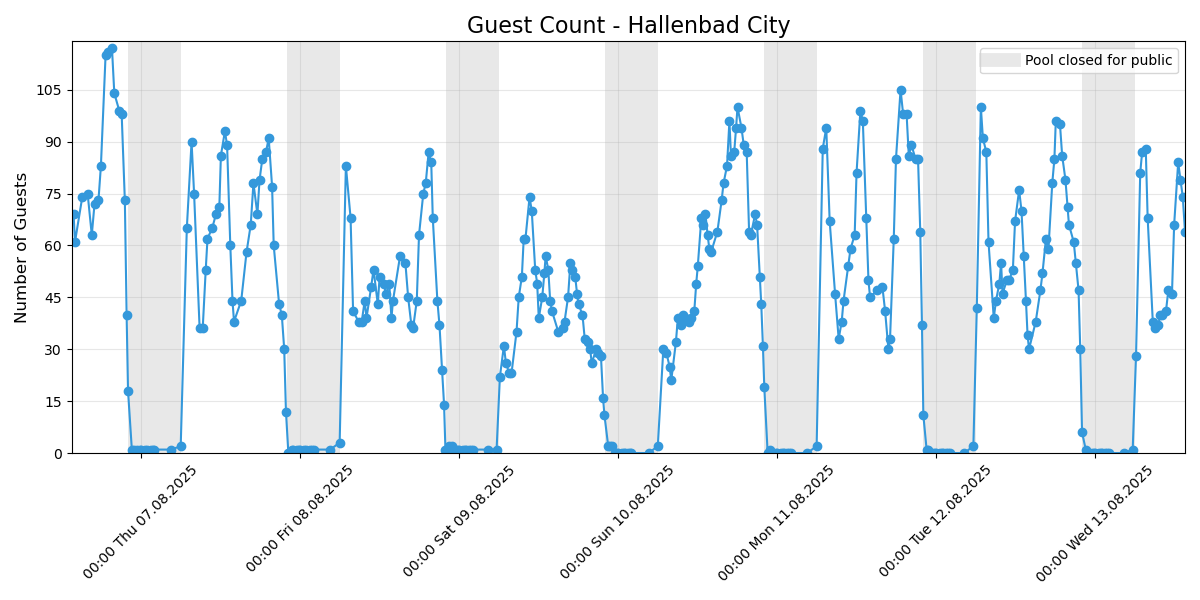 Guest Count - Hallenbad City
Pool closed for public
Number of Guests
105
90
75
60
45
30
15
0
00:00 Thu 07.08.2025
00:00 Fri 08.08.2025
00:00 Sat 09.08.2025
00:00 Sun 10.08.2025
00:00 Mon 11.08.2025
00:00 Tue 12.08.2025
00:00 Wed 13.08.2025